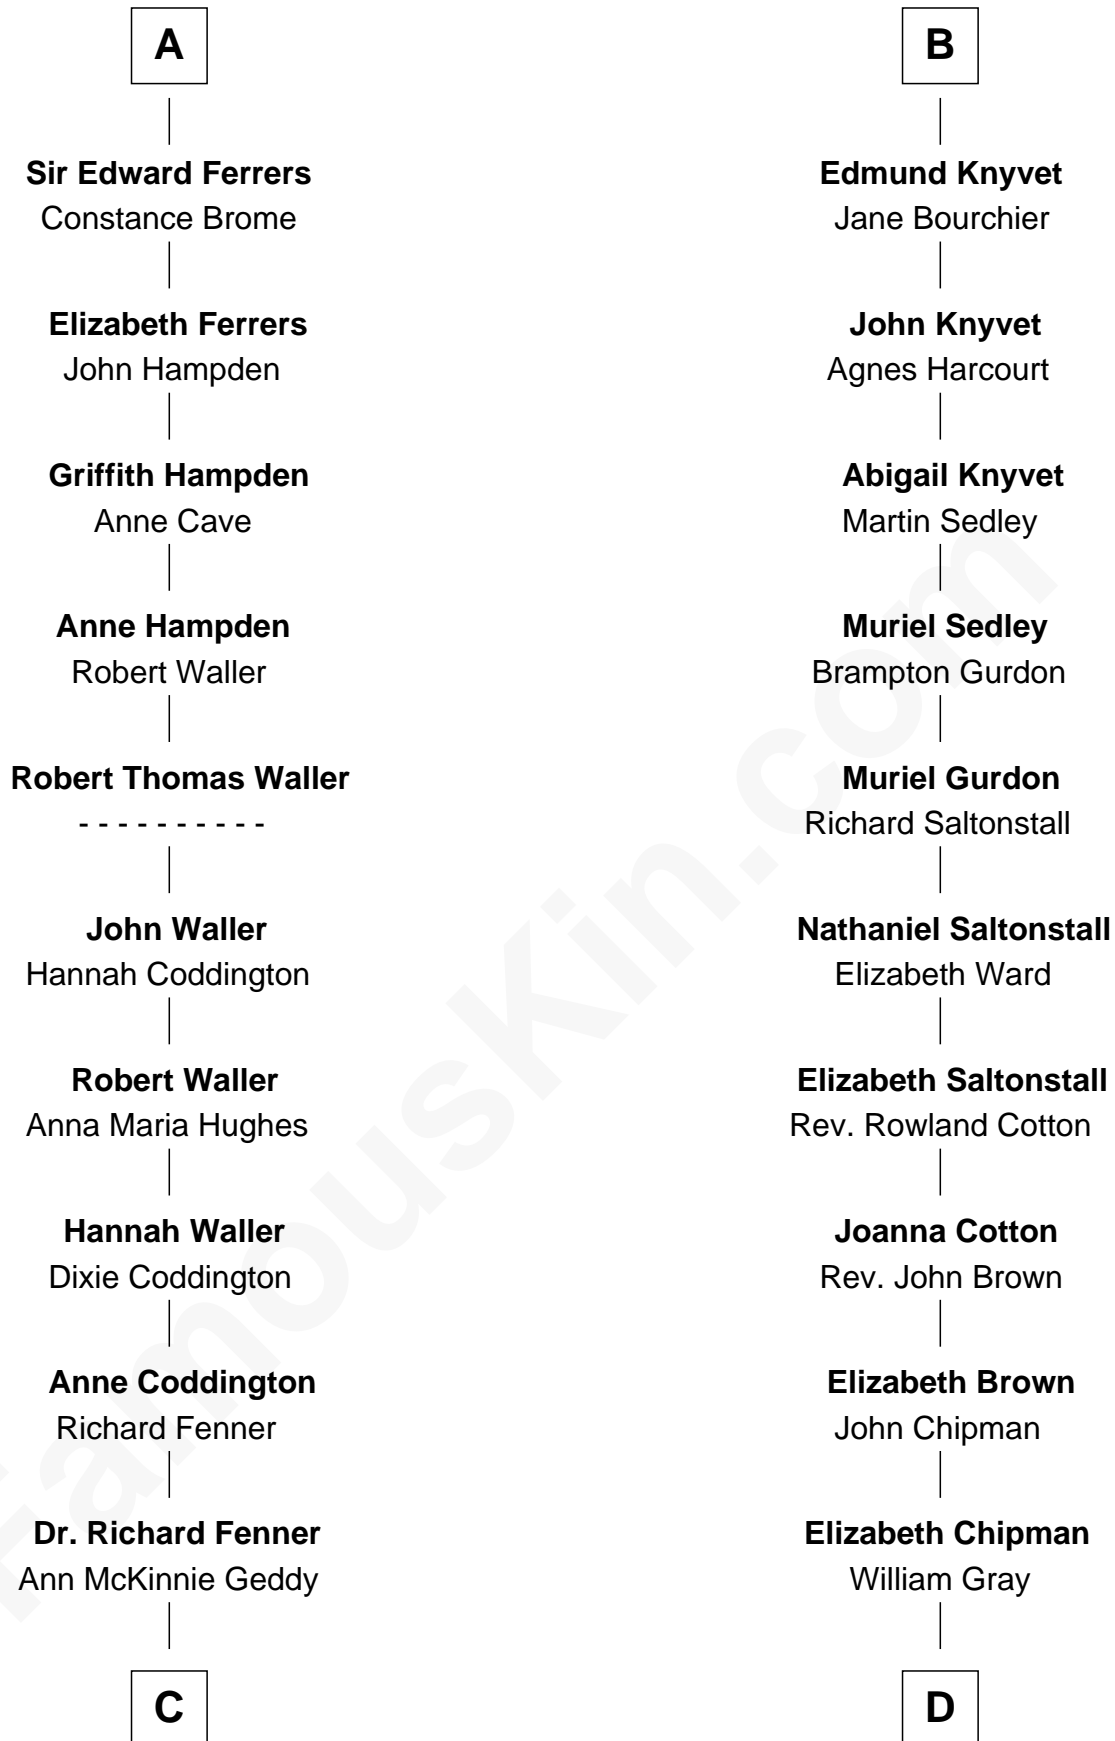 A
Sir Edward Ferrers
Constance Brome
Elizabeth Ferrers
John Hampden
Griffith Hampden
Anne Cave
Anne Hampden
Robert Waller
Robert Thomas Waller
- - - - - - - - - -
John Waller
Hannah Coddington
Robert Waller
Anna Maria Hughes
Hannah Waller
Dixie Coddington
Anne Coddington
Richard Fenner
Dr. Richard Fenner
Ann McKinnie Geddy
C
B
Edmund Knyvet
Jane Bourchier
John Knyvet
Agnes Harcourt
Abigail Knyvet
Martin Sedley
Muriel Sedley
Brampton Gurdon
Muriel Gurdon
Richard Saltonstall
Nathaniel Saltonstall
Elizabeth Ward
Elizabeth Saltonstall
Rev. Rowland Cotton
Joanna Cotton
Rev. John Brown
Elizabeth Brown
John Chipman
Elizabeth Chipman
William Gray
D
FamousKin.com